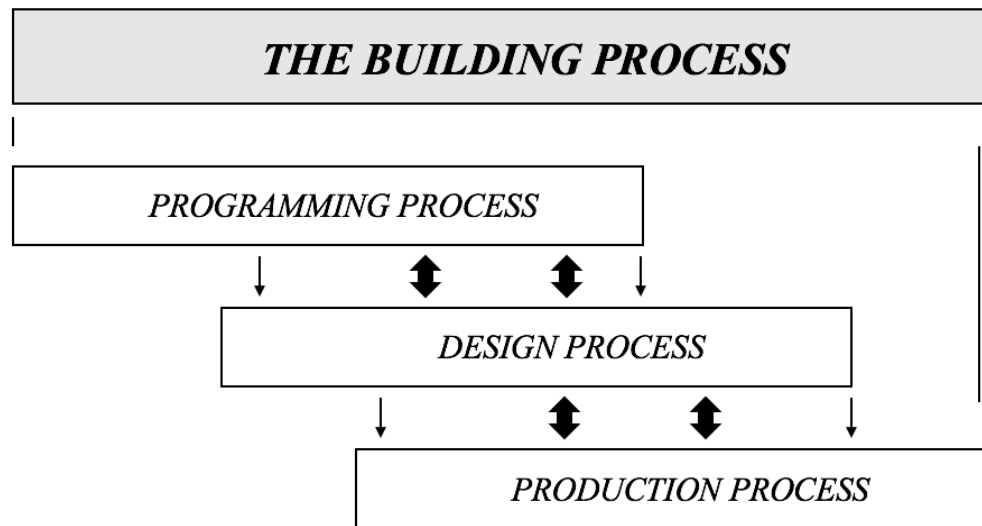 THE BUILDING PROCESS
PROGRAMMING PROCESS
DESIGN PROCESS
PRODUCTION PROCESS